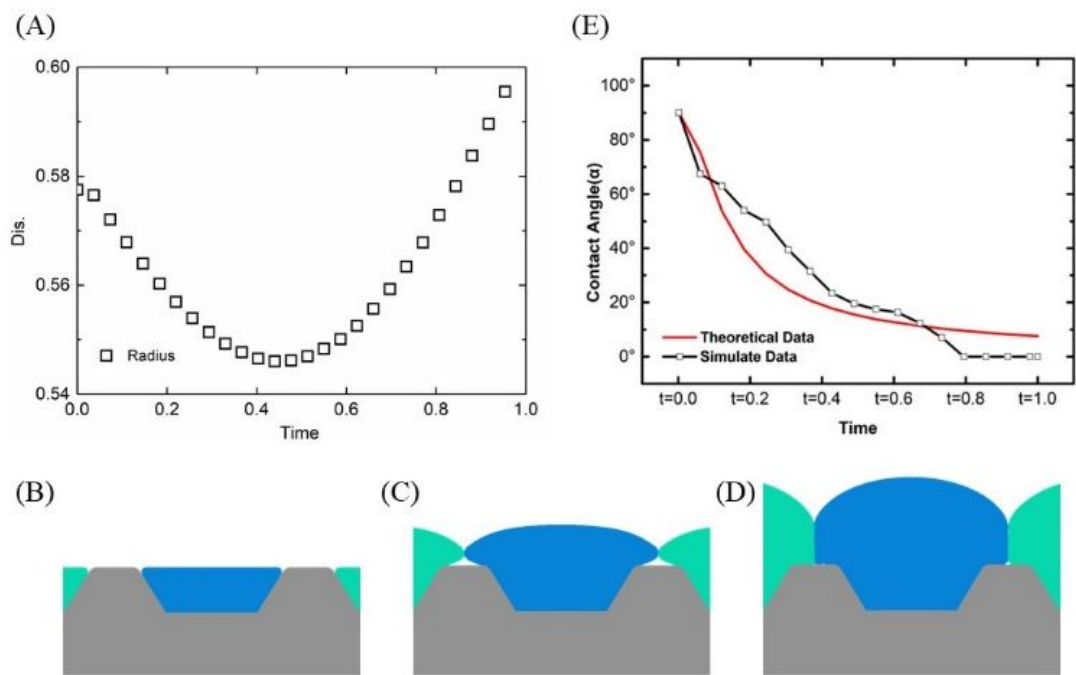 (A)
0.60
0.58
0.56
0.54
Dis.
Radius
0.0 0.2 0.4 0.6 0.8 1.0
Time
(E)
100°
80°
60°
40°
20°
0°
Contact Angle(α)
Theoretical Data
Simulate Data
t=0.0 t=0.2 t=0.4 t=0.6 t=0.8 t=1.0
Time
(B)
(C)
(D)